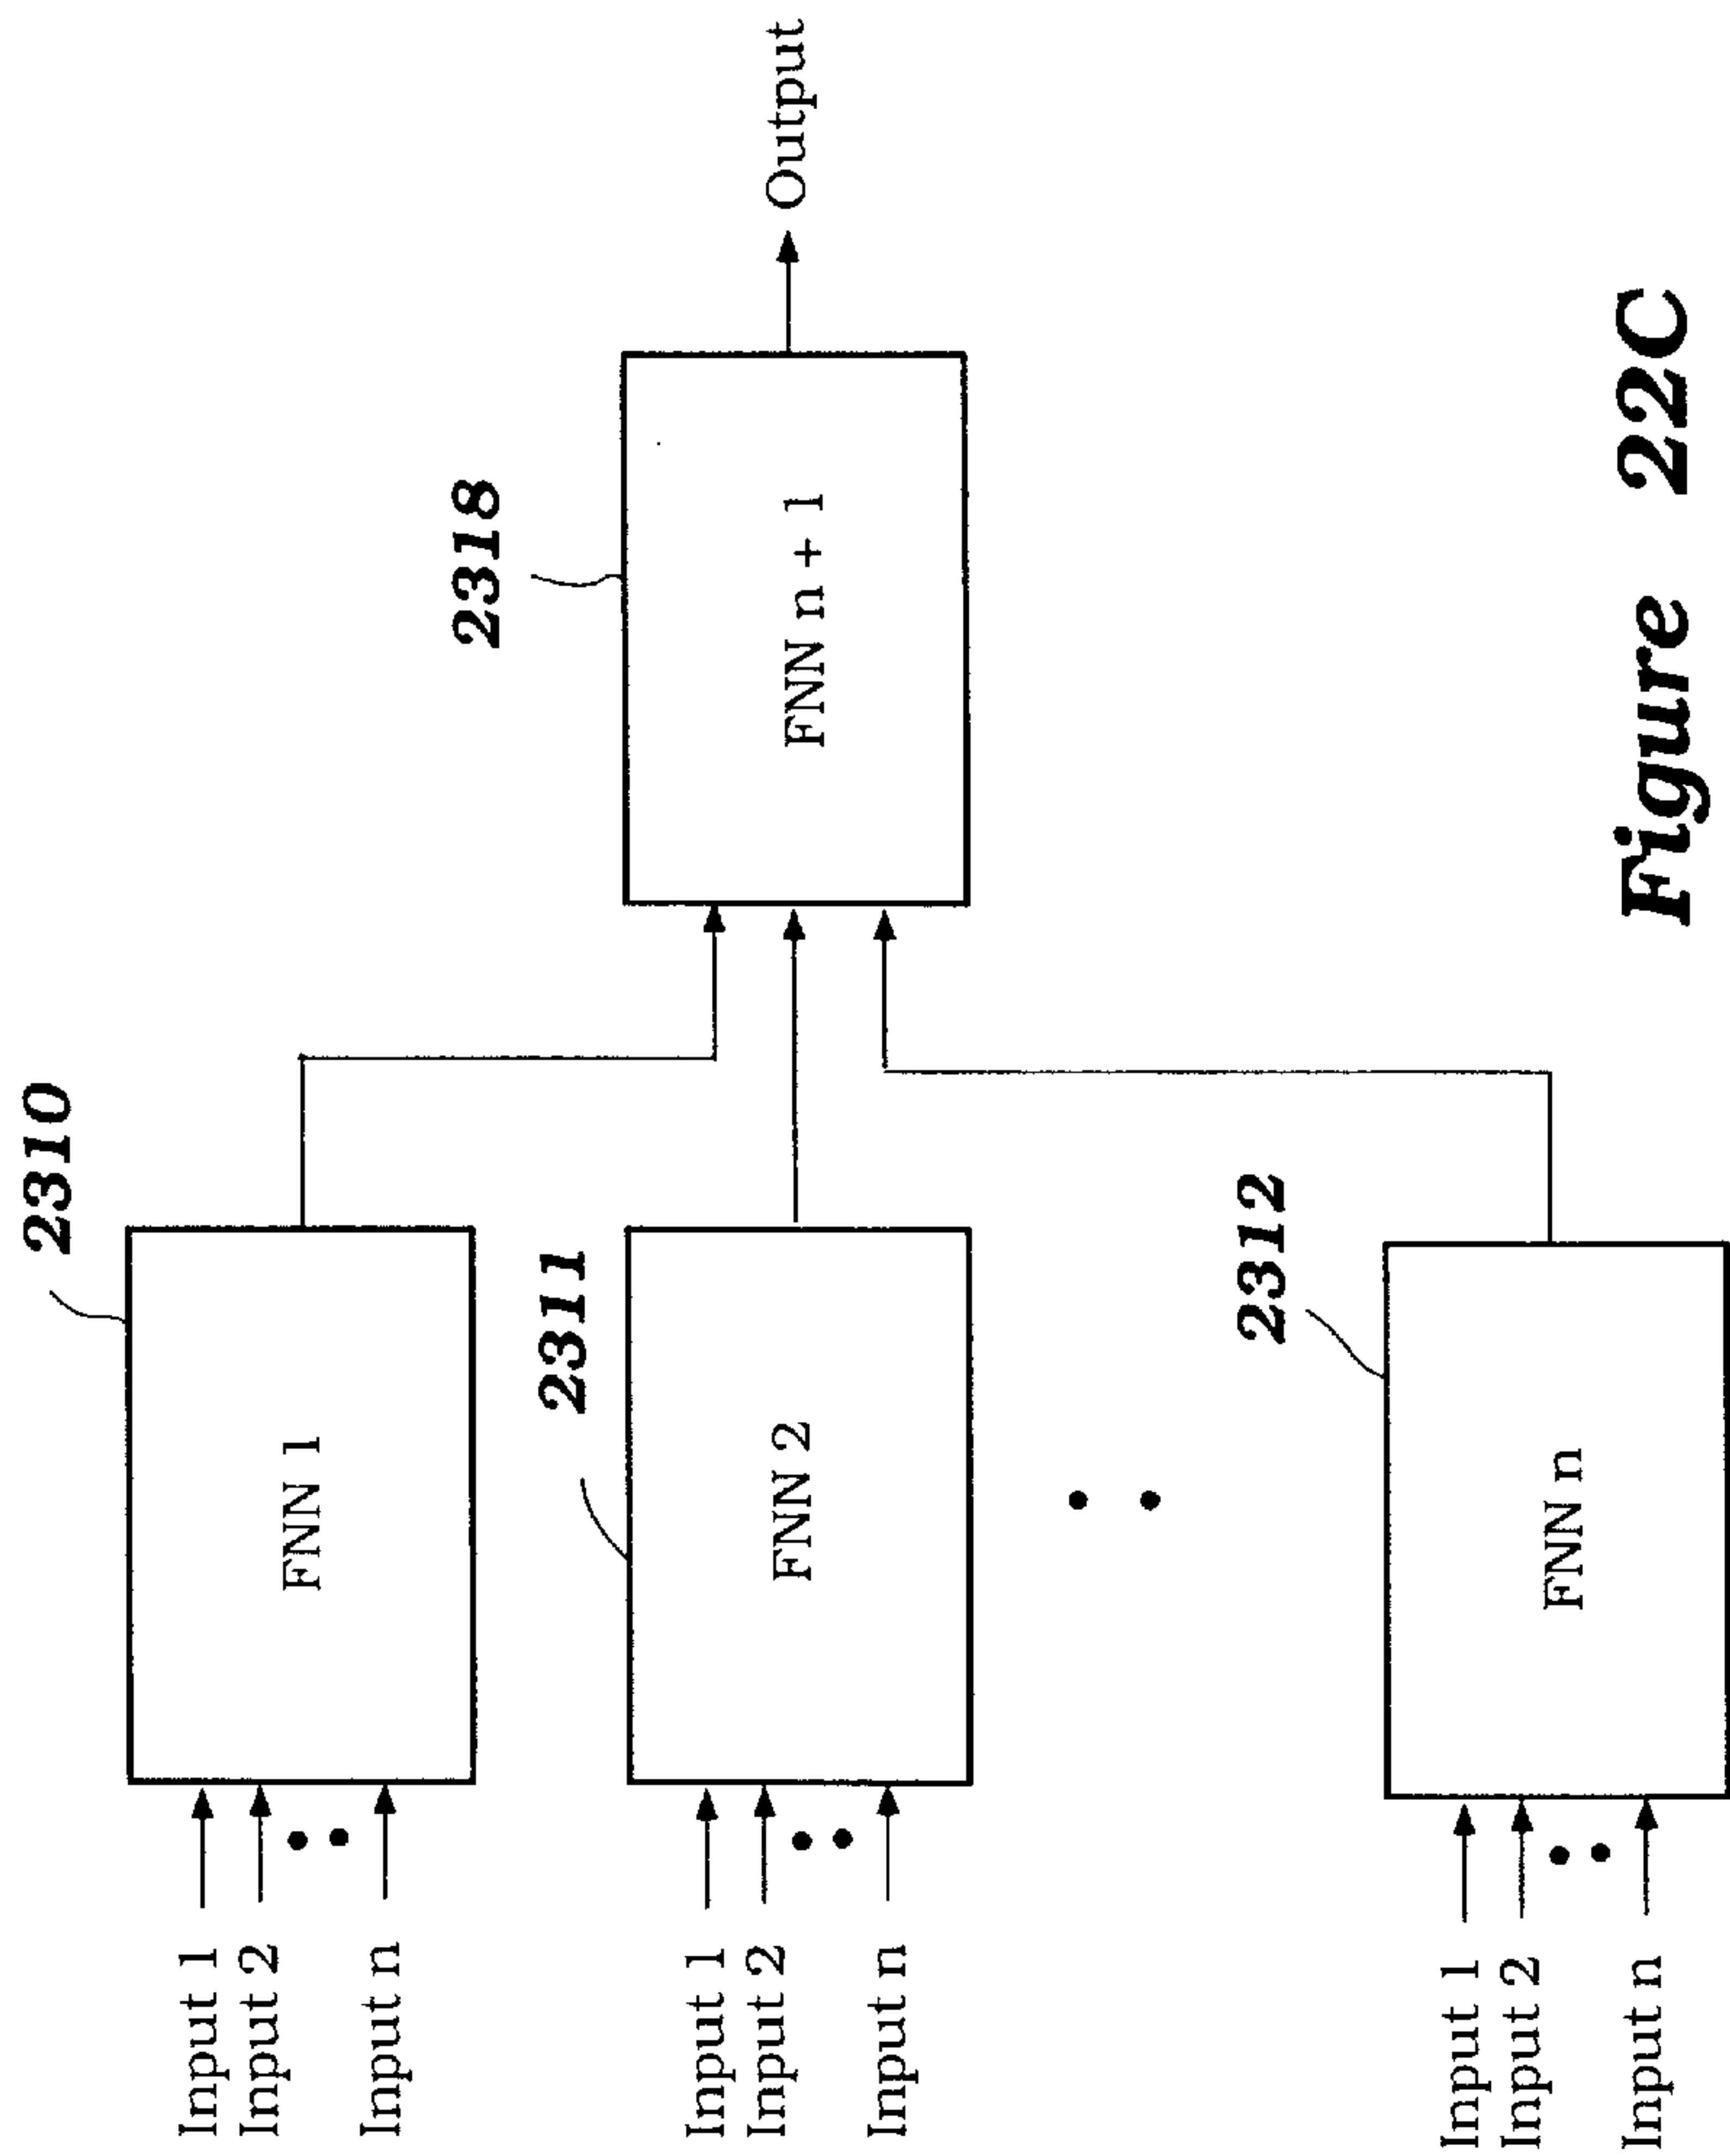 2310
Input 1
Input 2
Input n
FNN 1
2311
Input 1
Input 2
Input n
FNN 2
2318
FNN n + 1
Output
2312
Input 1
Input 2
Input n
FNN n
Figure 22C